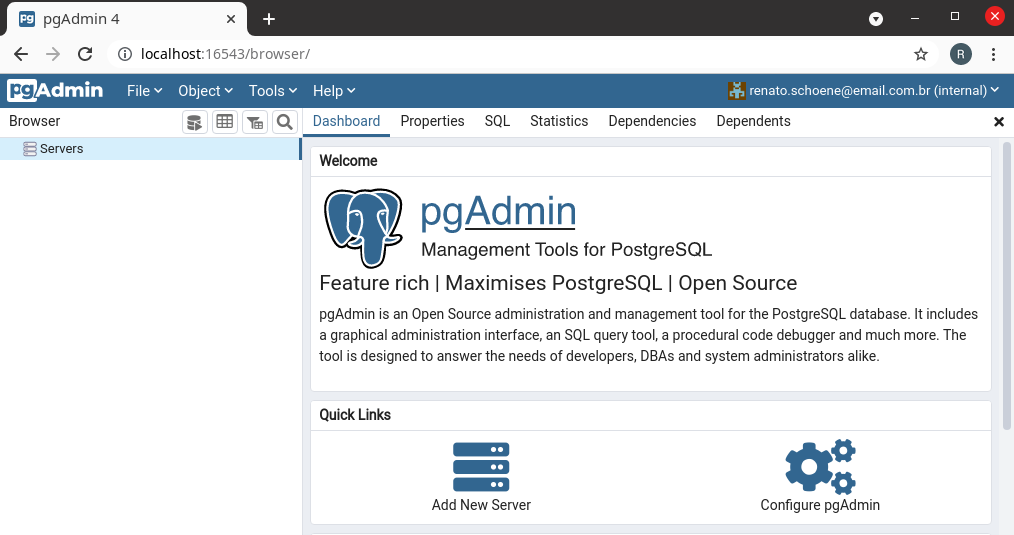 pgAdmin 4
localhost:16543/browser/
R
pgAdmin File Object Tools Help renato.schoene@email.com.br (internal)
Browser Dashboard Properties SQL Statistics Dependencies Dependents
Servers
Welcome
pgAdmin
Management Tools for PostgreSQL
Feature rich | Maximises PostgreSQL | Open Source
pgAdmin is an Open Source administration and management tool for the PostgreSQL database. It includes
a graphical administration interface, an SQL query tool, a procedural code debugger and much more. The
tool is designed to answer the needs of developers, DBAs and system administrators alike.
Quick Links
Add New Server Configure pgAdmin